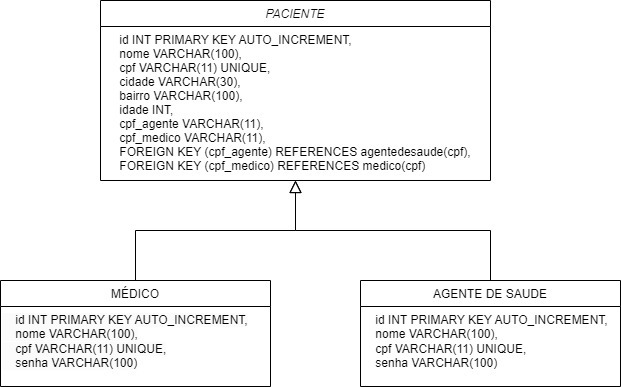 PACIENTE
id INT PRIMARY KEY AUTO_INCREMENT,
nome VARCHAR(100),
cpf VARCHAR(11) UNIQUE,
cidade VARCHAR(30),
bairro VARCHAR(100),
idade INT,
cpf_agente VARCHAR(11),
cpf_medico VARCHAR(11),
FOREIGN KEY (cpf_agente) REFERENCES agentedesaude(cpf),
FOREIGN KEY (cpf_medico) REFERENCES medico(cpf)
MÉDICO
id INT PRIMARY KEY AUTO_INCREMENT,
nome VARCHAR(100),
cpf VARCHAR(11) UNIQUE,
senha VARCHAR(100)
AGENTE DE SAUDE
id INT PRIMARY KEY AUTO_INCREMENT,
nome VARCHAR(100),
cpf VARCHAR(11) UNIQUE,
senha VARCHAR(100)